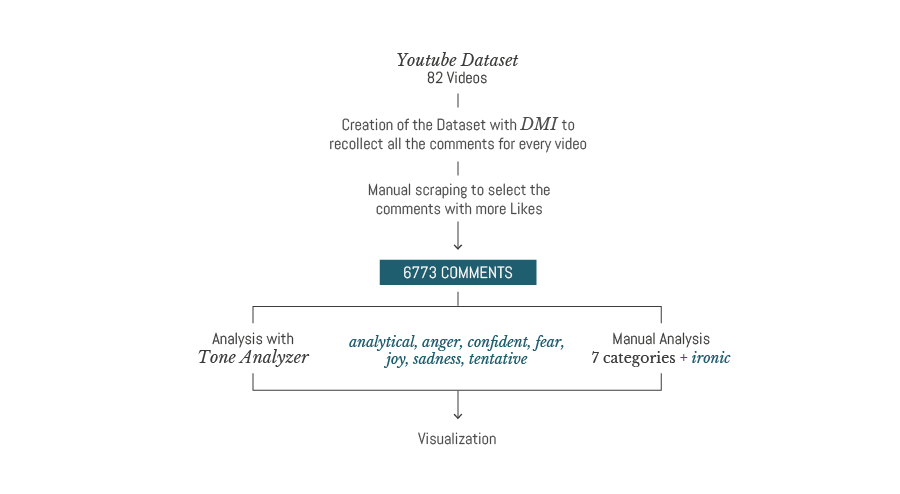 Youtube Dataset
82 Videos
Creation of the Dataset with DMI to
recollect all the comments for every video
Manual scraping to select the
comments with more Likes
6773 COMMENTS
Analysis with
Tone Analyzer
analytical, anger, confident, fear,
joy, sadness, tentative
Manual Analysis
7 categories + ironic
Visualization